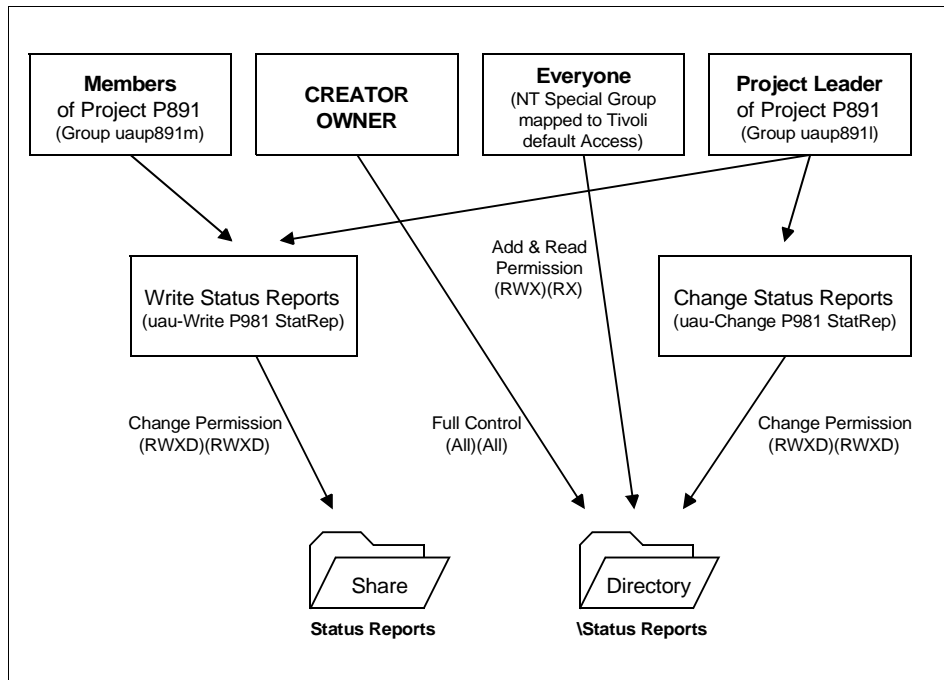 Members
of Project P891
(Group uaup891m)
CREATOR
OWNER
Everyone
(NT Special Group
mapped to Tivoli
default Access)
Project Leader
of Project P891
(Group uaup891l)
Add & Read
Permission
(RWX)(RX)
Write Status Reports
(uau-Write P981 StatRep)
Change Status Reports
(uau-Change P981 StatRep)
Change Permission
(RWXD)(RWXD)
Full Control
(All)(All)
Change Permission
(RWXD)(RWXD)
Share
Directory
Status Reports
\Status Reports